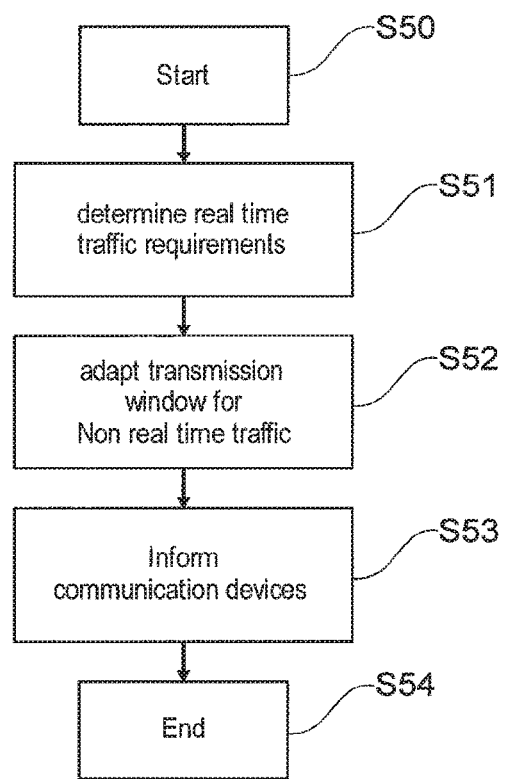 S50
Start
S51
determine real time
traffic requirements
S52
adapt transmission
window for
Non real time traffic
S53
Inform
communication devices
S54
End